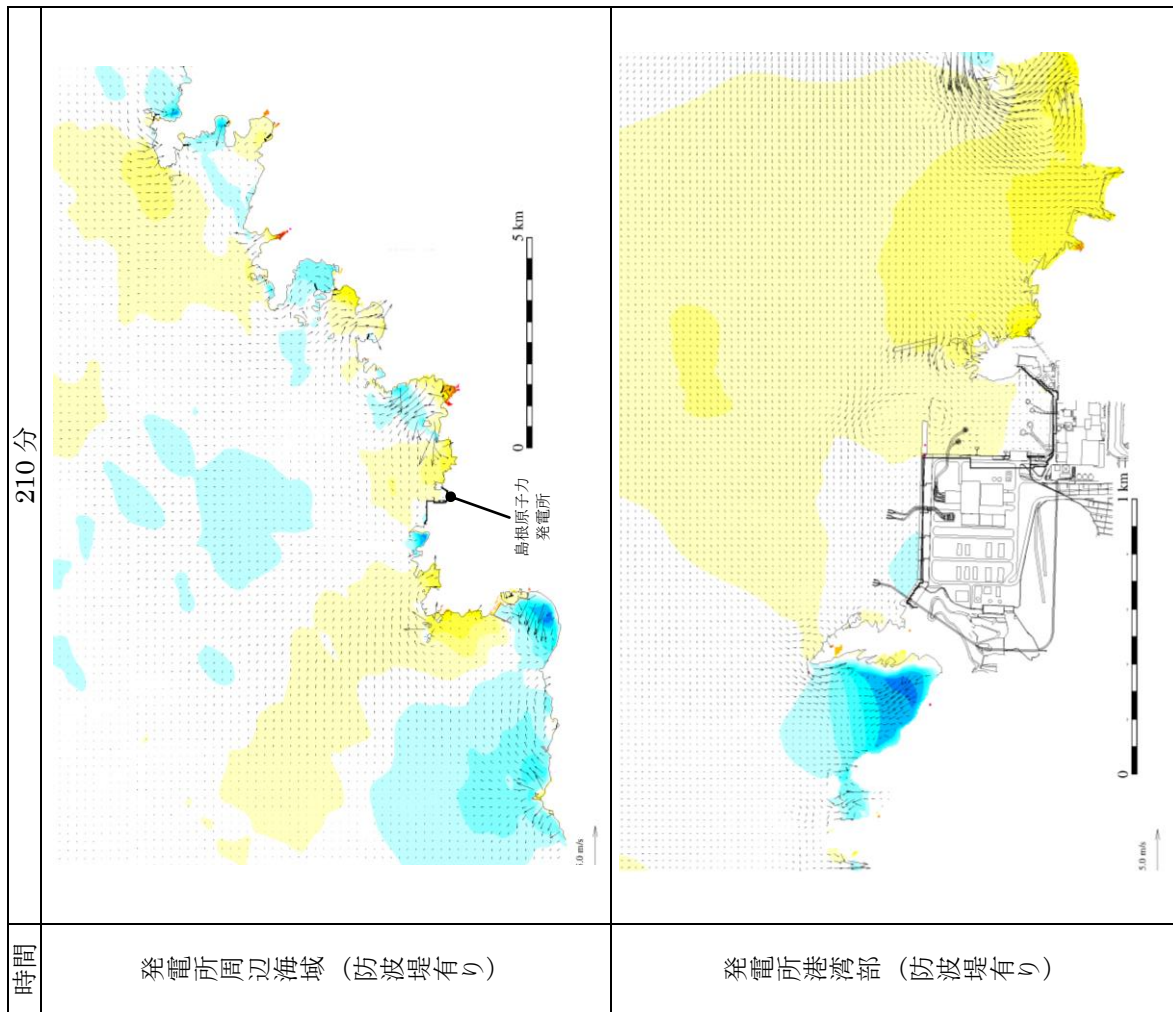 時間
210 分
発電所周辺海域 (防波堤有り)
島根原子力
発電所
0
5 km
5.0 m/s
発電所港湾部 (防波堤有り)
0
1 km
5.0 m/s